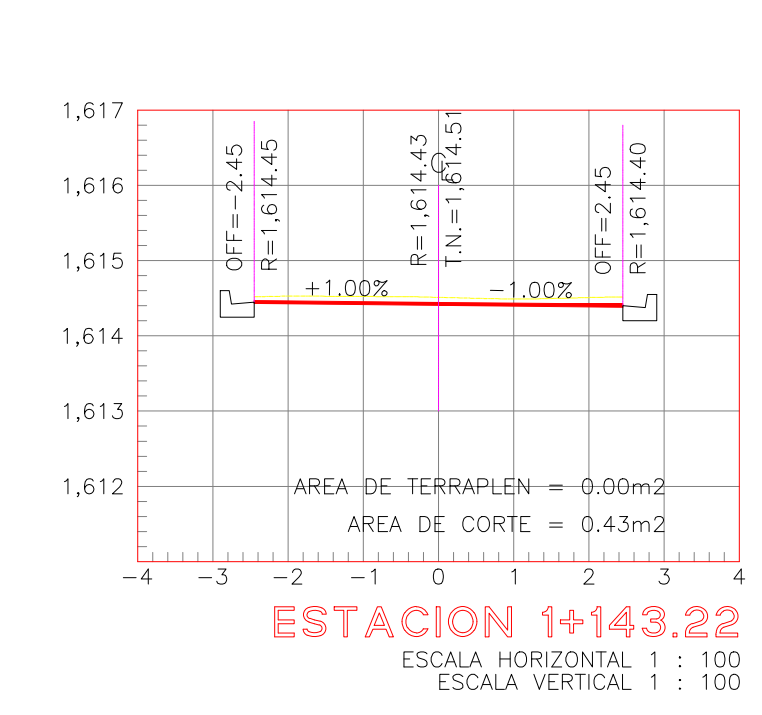 1,617
1,616
1,615
1,614
1,613
1,612
OFF=-2.45
R=1,614.45
R=1,614.43
T.N.=1,614.51
OFF=2.45
R=1,614.40
+1.00%
-1.00%
AREA DE TERRAPLEN = 0.00m2
AREA DE CORTE = 0.43m2
-4 -3 -2 -1 0 1 2 3 4
ESTACION 1+143.22
ESCALA HORIZONTAL 1 : 100
ESCALA VERTICAL 1 : 100